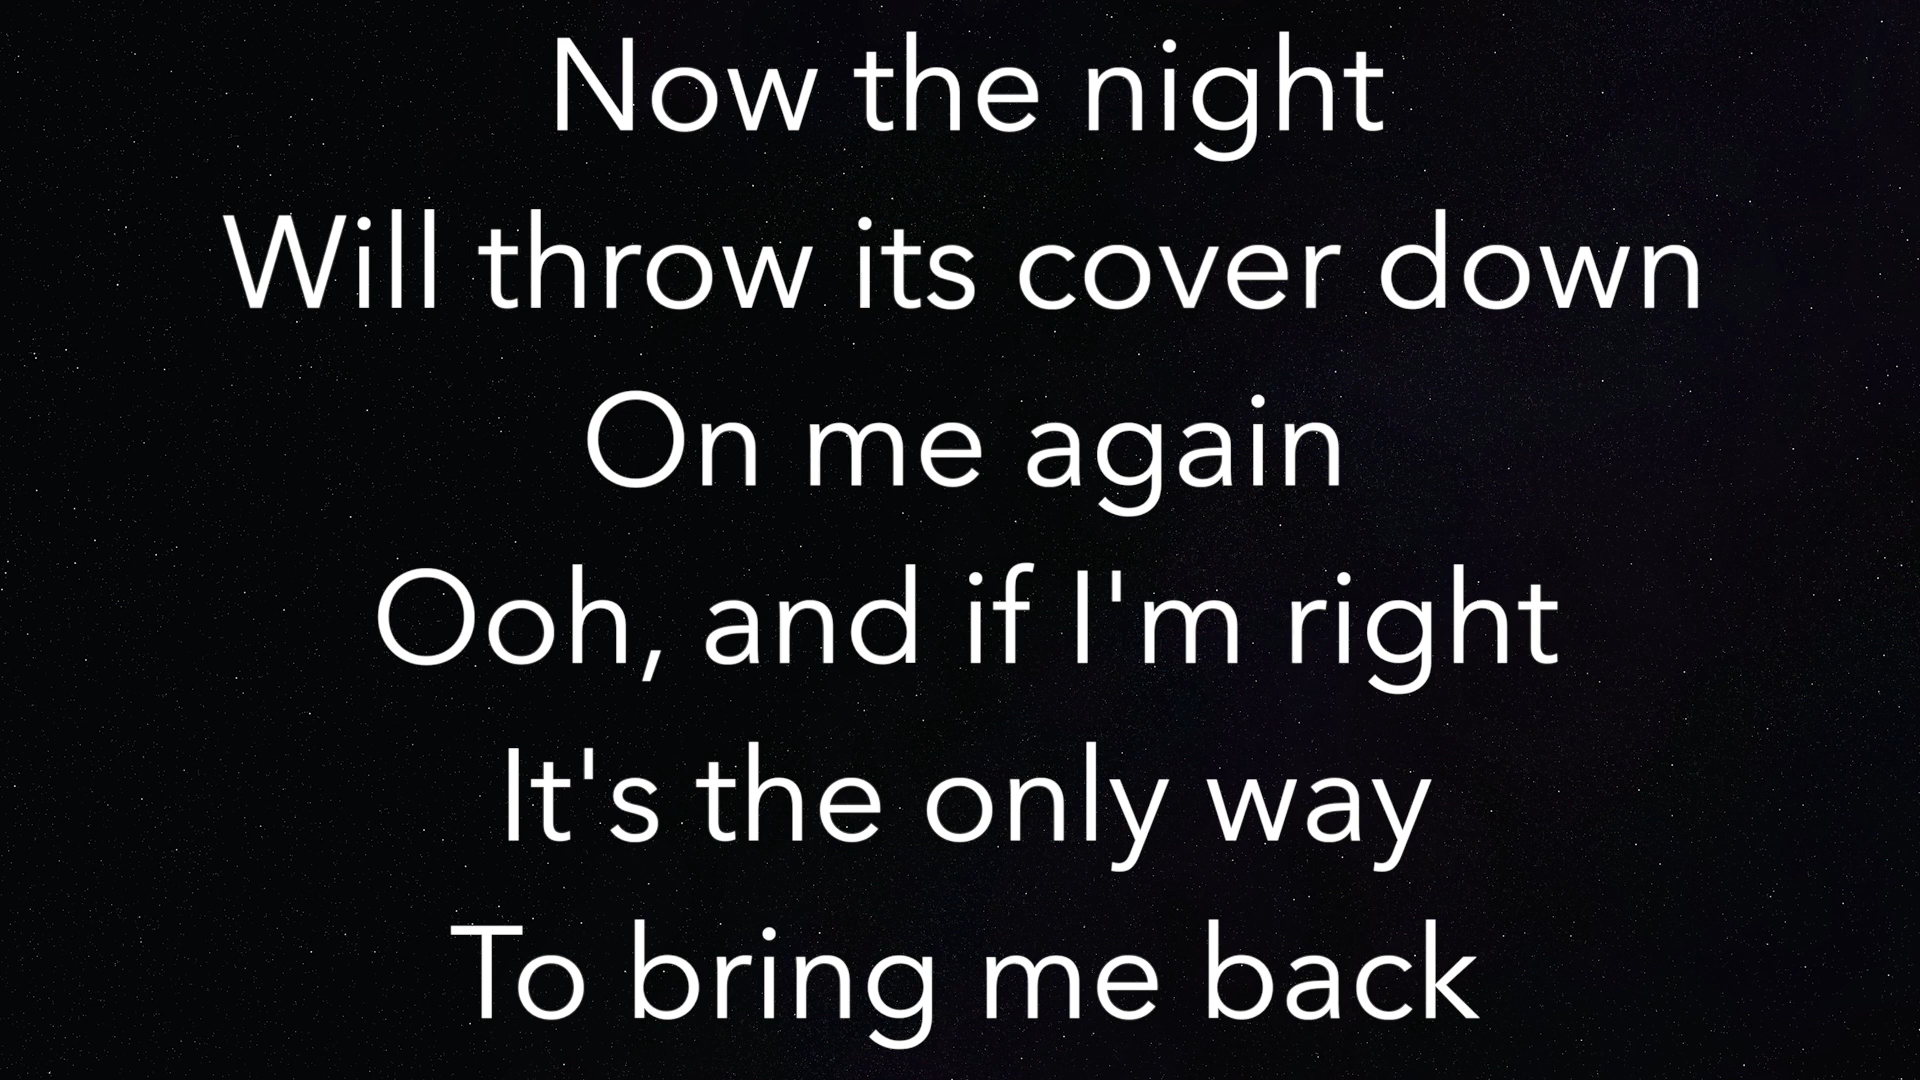 Now the night
Will throw its cover down
On me again
Ooh, and if I'm right
It's the only way
To bring me back